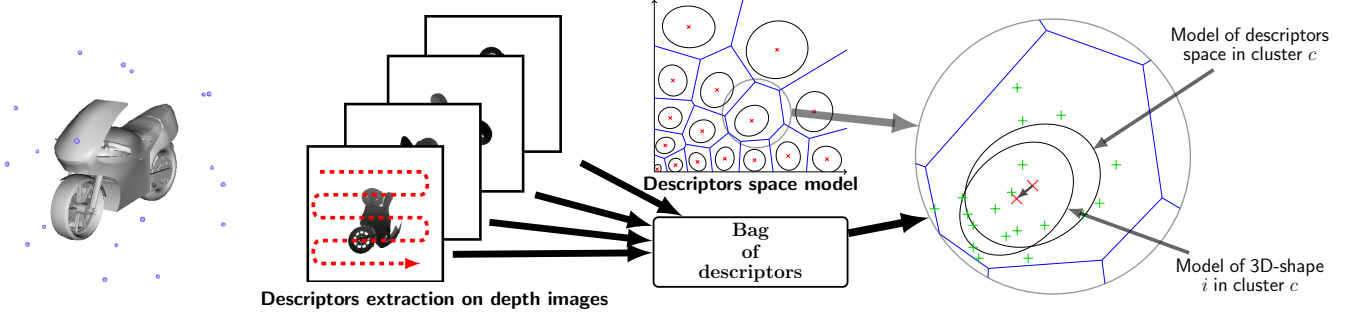 Descriptors extraction on depth images
Descriptors space model
Bag
of
descriptors
Model of descriptors
space in cluster c
Model of 3D-shape
i in cluster c